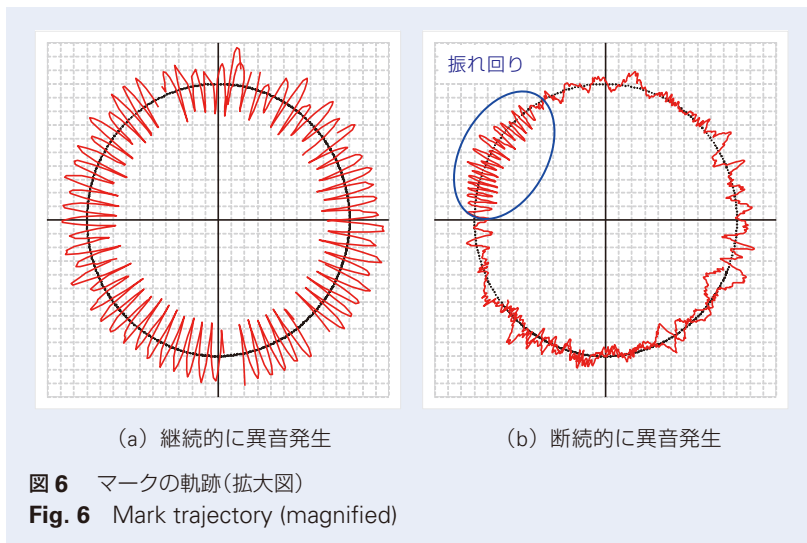 振れ回り
(a) 継続的に異音発生
(b) 断続的に異音発生
図6 マークの軌跡(拡大図)
Fig. 6 Mark trajectory (magnified)